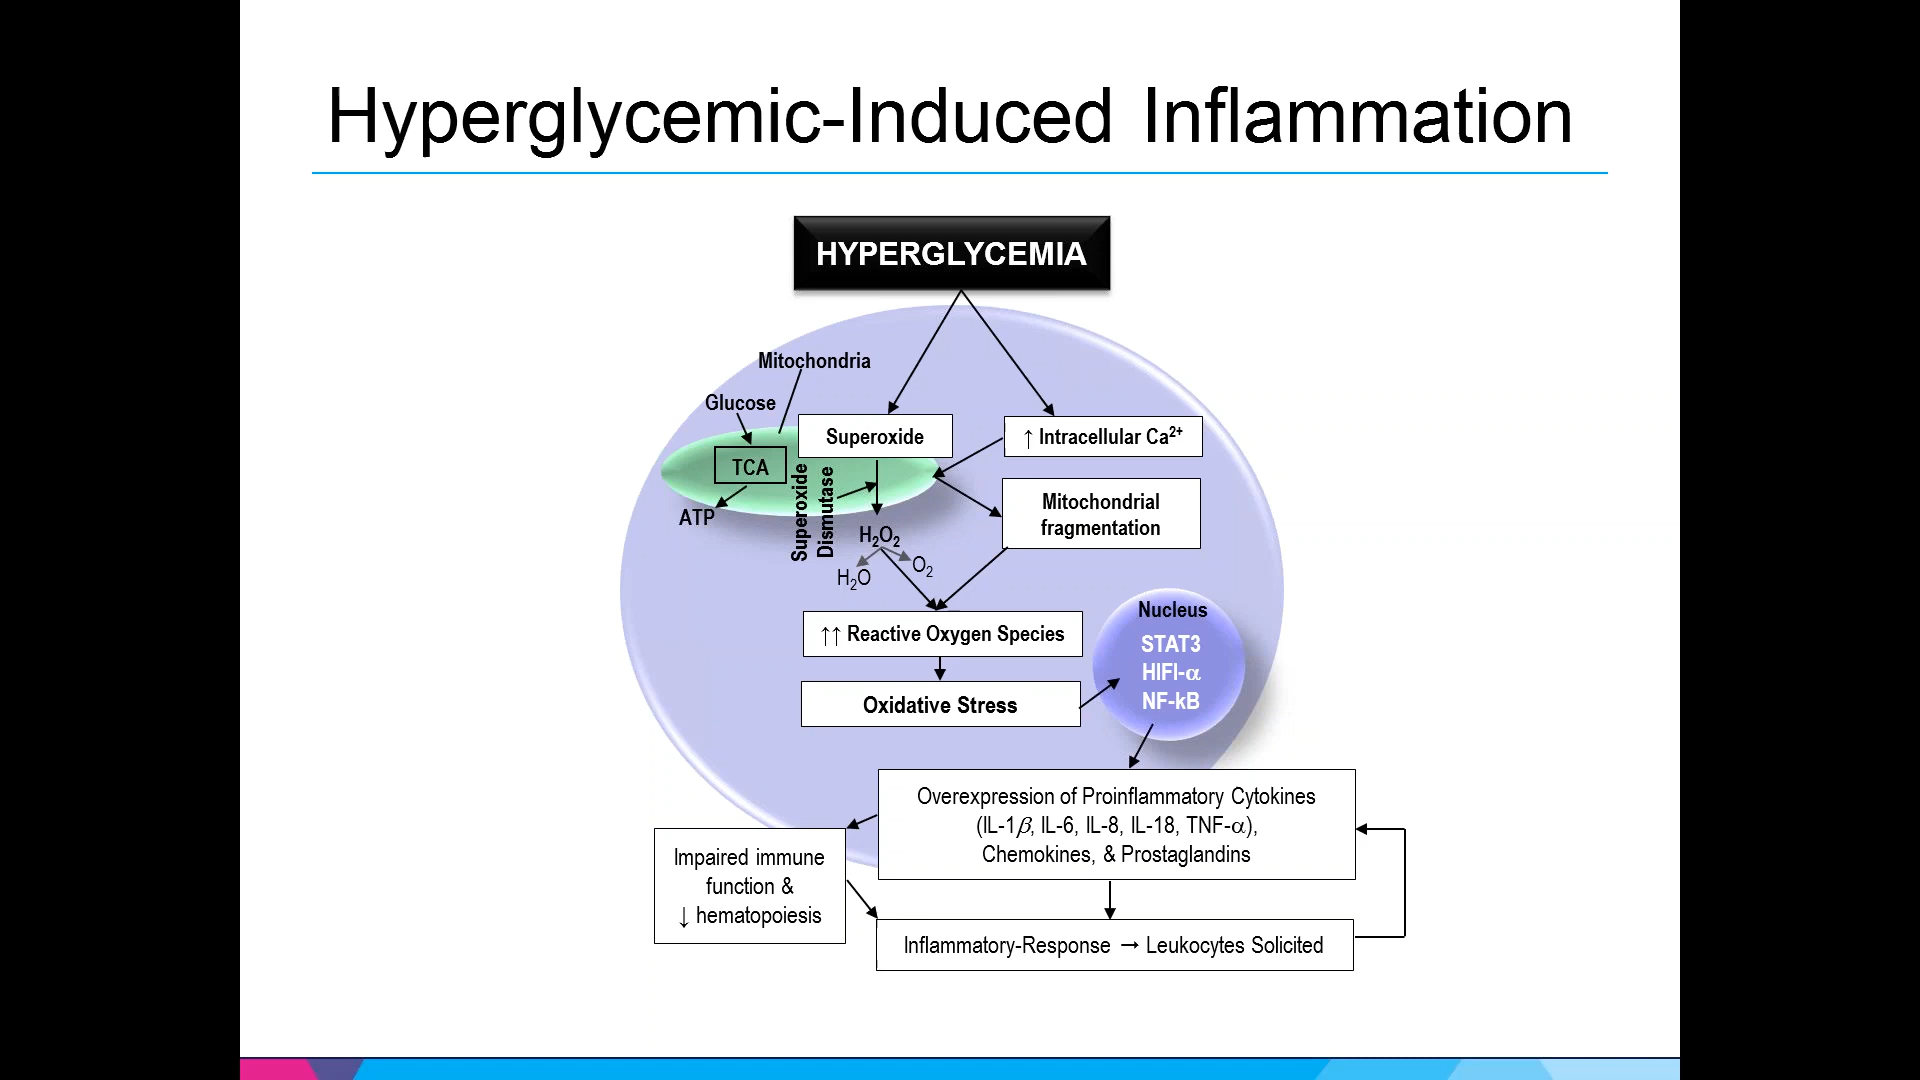 Hyperglycemic-Induced Inflammation
HYPERGLYCEMIA
Mitochondria
Glucose
Superoxide
↑ Intracellular Ca²⁺
TCA
Superoxide
Dismutase
Mitochondrial
fragmentation
ATP
H₂O₂
H₂O
O₂
↑↑ Reactive Oxygen Species
Nucleus
STAT3
HIFI-α
NF-kB
Oxidative Stress
Overexpression of Proinflammatory Cytokines
(IL-1β, IL-6, IL-8, IL-18, TNF-α),
Chemokines, & Prostaglandins
Impaired immune
function &
↓ hematopoiesis
Inflammatory-Response → Leukocytes Solicited